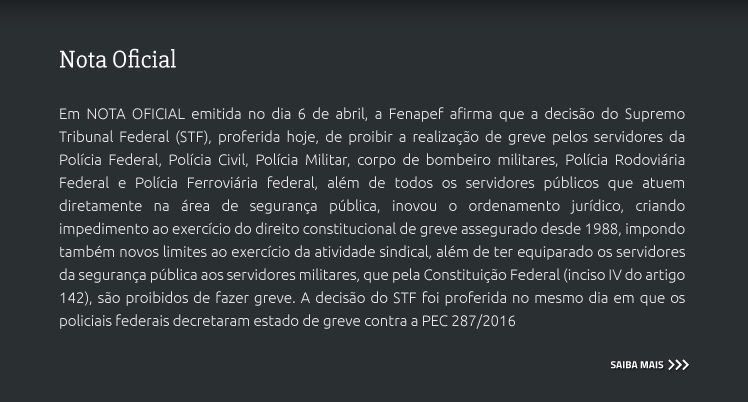 Nota Oficial
Em NOTA OFICIAL emitida no dia 6 de abril, a Fenapef afirma que a decisão do Supremo
Tribunal Federal (STF), proferida hoje, de proibir a realização de greve pelos servidores da
Polícia Federal, Polícia Civil, Polícia Militar, corpo de bombeiro militares, Polícia Rodoviária
Federal e Polícia Ferroviária federal, além de todos os servidores públicos que atuem
diretamente na área de segurança pública, inovou o ordenamento jurídico, criando
impedimento ao exercício do direito constitucional de greve assegurado desde 1988, impondo
também novos limites ao exercício da atividade sindical, além de ter equiparado os servidores
da segurança pública aos servidores militares, que pela Constituição Federal (inciso IV do artigo
142), são proibidos de fazer greve. A decisão do STF foi proferida no mesmo dia em que os
policiais federais decretaram estado de greve contra a PEC 287/2016
SAIBA MAIS